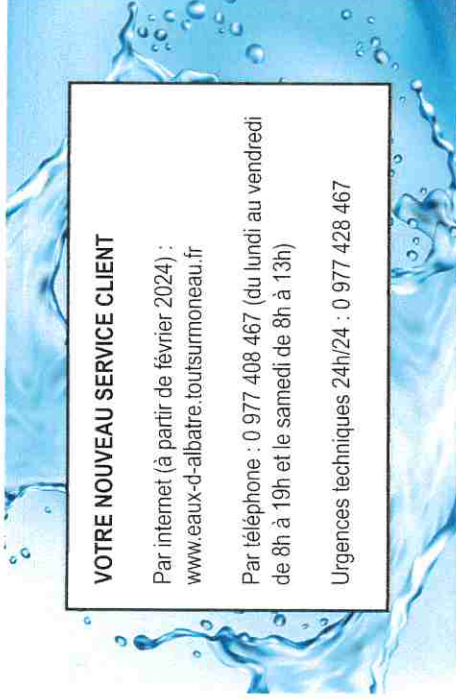 VOTRE NOUVEAU SERVICE CLIENT
Par internet (à partir de février 2024) :
www.eaux-d-albatre.toutsurmoneau.fr
Par téléphone : 0 977 408 467 (du lundi au vendredi
de 8h à 19h et le samedi de 8h à 13h)
Urgences techniques 24h/24 : 0 977 428 467